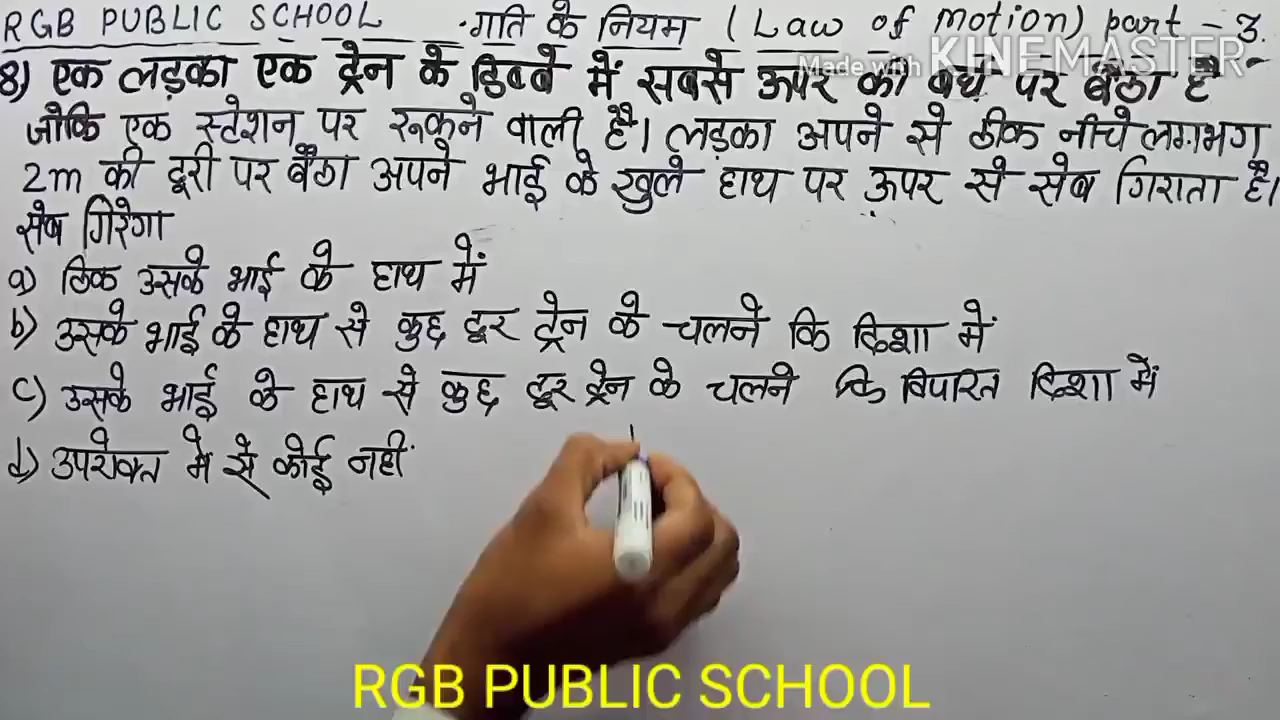 RGB PUBLIC SCHOOL . गति के नियम (Law of motion) part - 3.
Made with KINEMASTER
8) एक लड़का एक ट्रेन के डिब्बे में सबसे ऊपर की बर्थ पर बैठा है
जोकि एक स्टेशन पर रूकने वाली है। लड़का अपने से ठीक नीचे लगभग
2m की दूरी पर बैठा अपने भाई के खुले हाथ पर ऊपर से सेब गिराता है।
सेब गिरेगा
a) ठिक उसके भाई के हाथ में
b) उसके भाई के हाथ से कुछ दूर ट्रेन के चलने कि दिशा में
c) उसके भाई के हाथ से कुछ दूर ट्रेन के चलने कि विपरित दिशा में
d) उपरोक्त मे से कोई नहीं
RGB PUBLIC SCHOOL